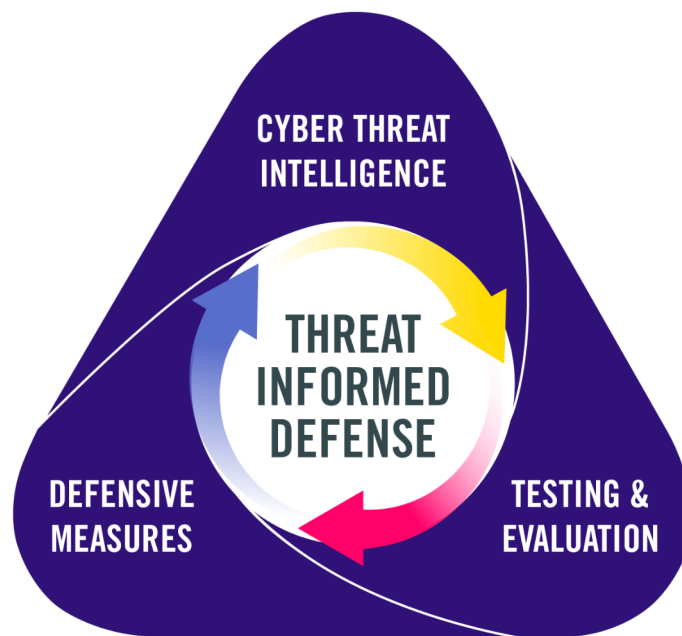 CYBER THREAT
INTELLIGENCE
THREAT
INFORMED
DEFENSE
DEFENSIVE
MEASURES
TESTING &
EVALUATION